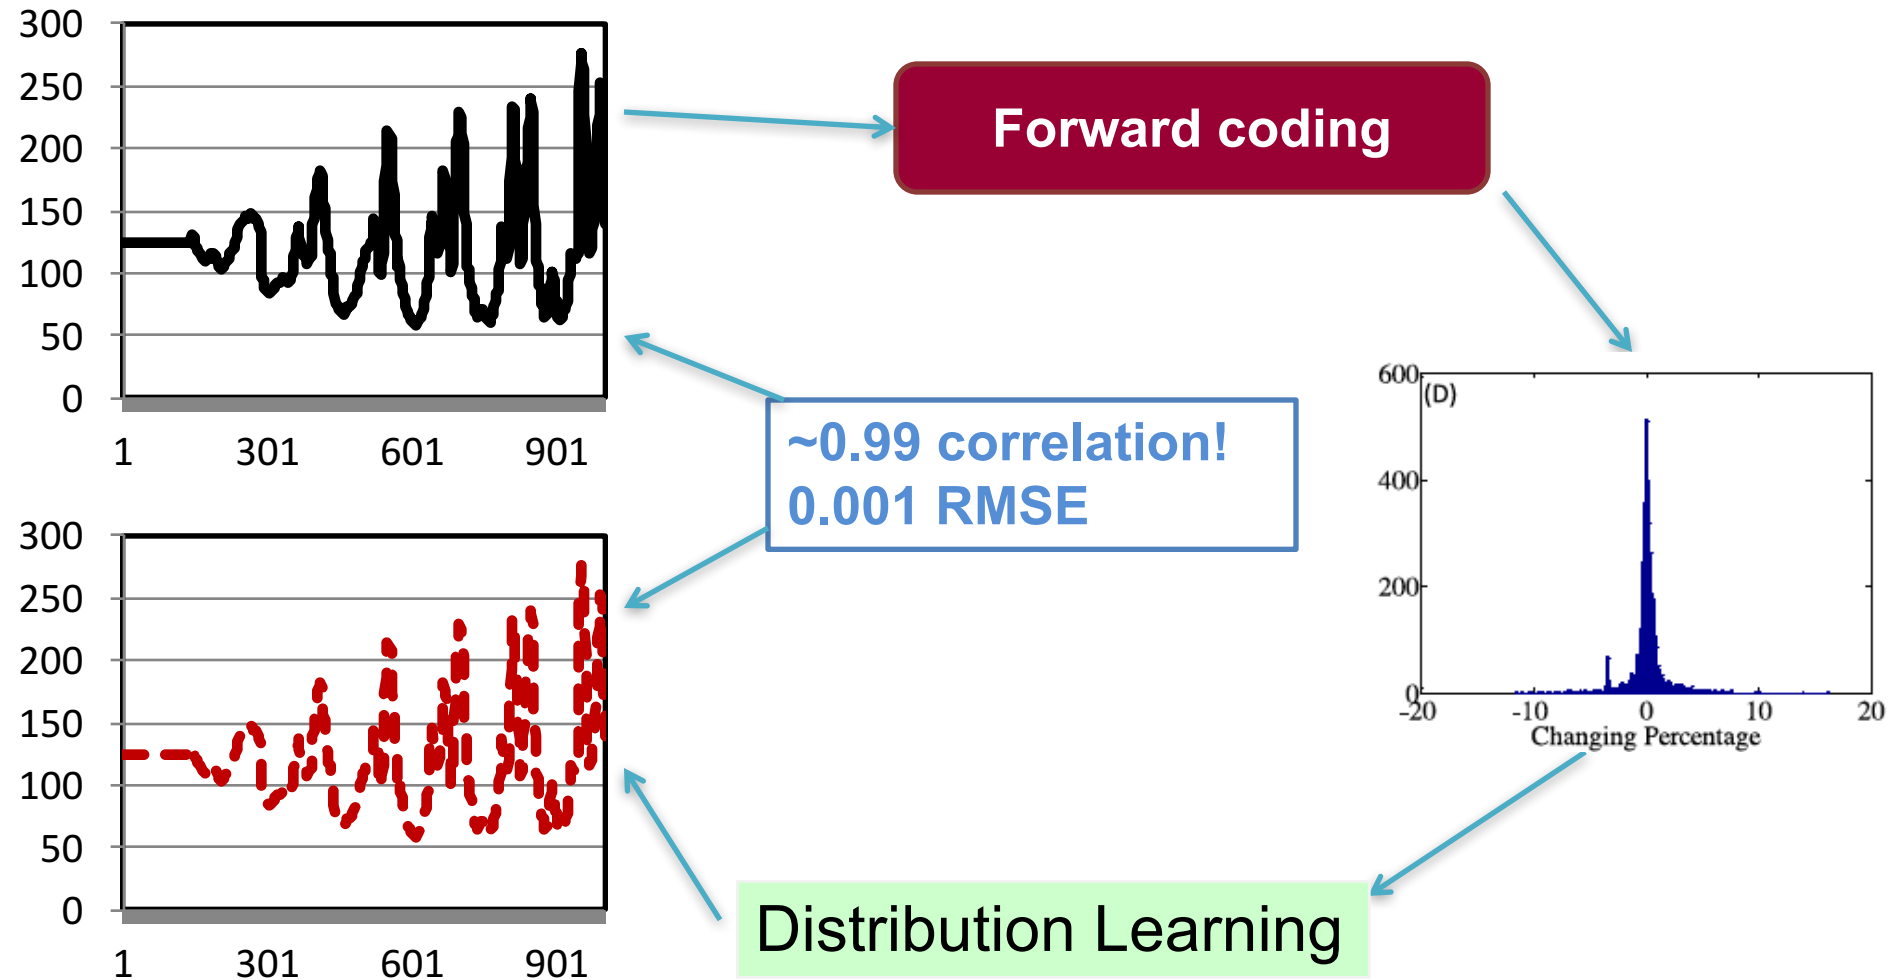 300
250
200
150
100
50
0
1 301 601 901
Forward coding
~0.99 correlation!
0.001 RMSE
600
(D)
400
200
0
-20 -10 0 10 20
Changing Percentage
300
250
200
150
100
50
0
1 301 601 901
Distribution Learning